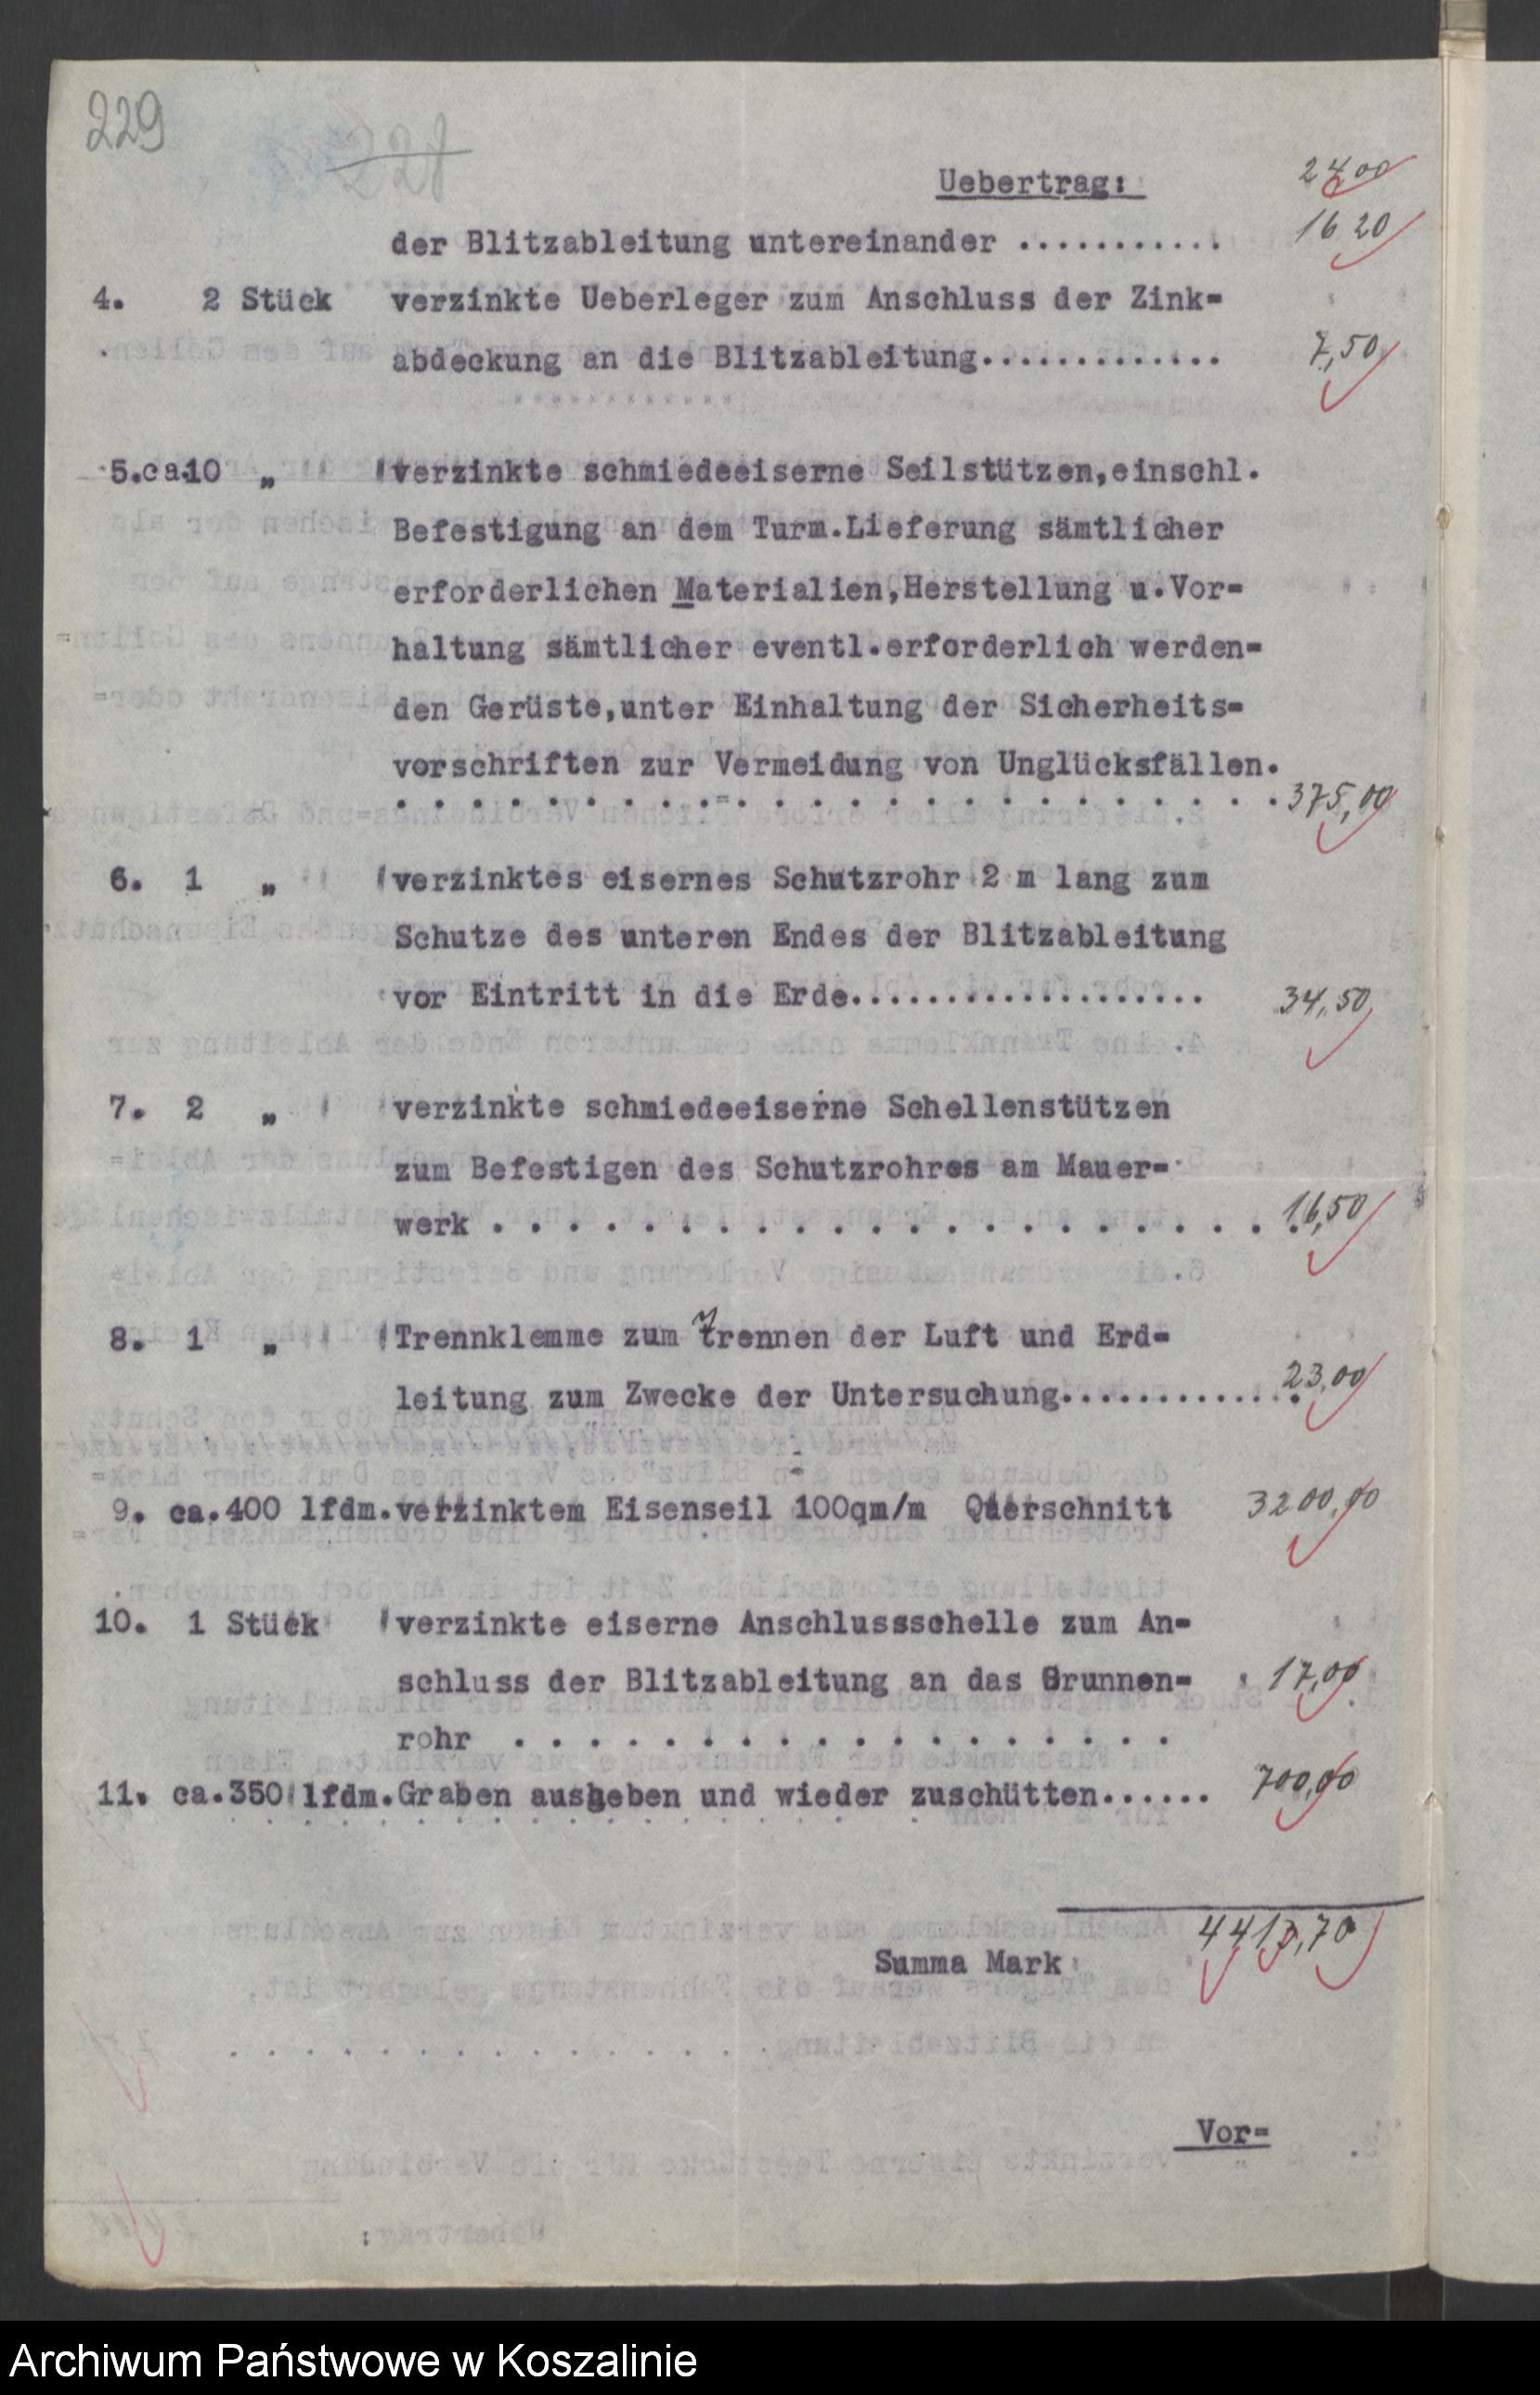 229
228
Uebertrag: 24,00
der Blitzableitung untereinander ........... 16 20
4. 2 Stück verzinkte Ueberleger zum Anschluss der Zink=
abdeckung an die Blitzableitung............. 7,50
5.ca.10 „ verzinkte schmiedeeiserne Seilstützen,einschl.
Befestigung an dem Turm.Lieferung sämtlicher
erforderlichen Materialien,Herstellung u.Vor=
haltung sämtlicher eventl.erforderlich werden=
den Gerüste,unter Einhaltung der Sicherheits=
vorschriften zur Vermeidung von Unglücksfällen.
. . . . . . . . . . . . . . . . . . . . . . . . 375,00
6. 1 „ verzinktes eisernes Schutzrohr 2 m lang zum
Schutze des unteren Endes der Blitzableitung
vor Eintritt in die Erde................... 34,50
7. 2 „ verzinkte schmiedeeiserne Schellenstützen
zum Befestigen des Schutzrohres am Mauer=
werk . . . . . . . . . . . . . . . . . . . . . . 16,50
8. 1 „ Trennklemme zum Trennen der Luft und Erd=
leitung zum Zwecke der Untersuchung............. 23,00
9. ca.400 lfdm.verzinktem Eisenseil 100qm/m Querschnitt 3200,00
10. 1 Stück verzinkte eiserne Anschlussschelle zum An=
schluss der Blitzableitung an das Brunnen= 17,00
rohr . . . . . . . . . . . . . . . . . .
11. ca.350 lfdm.Graben ausheben und wieder zuschütten...... 700,00
Summa Mark 4413,70
Vor=
Archiwum Państwowe w Koszalinie